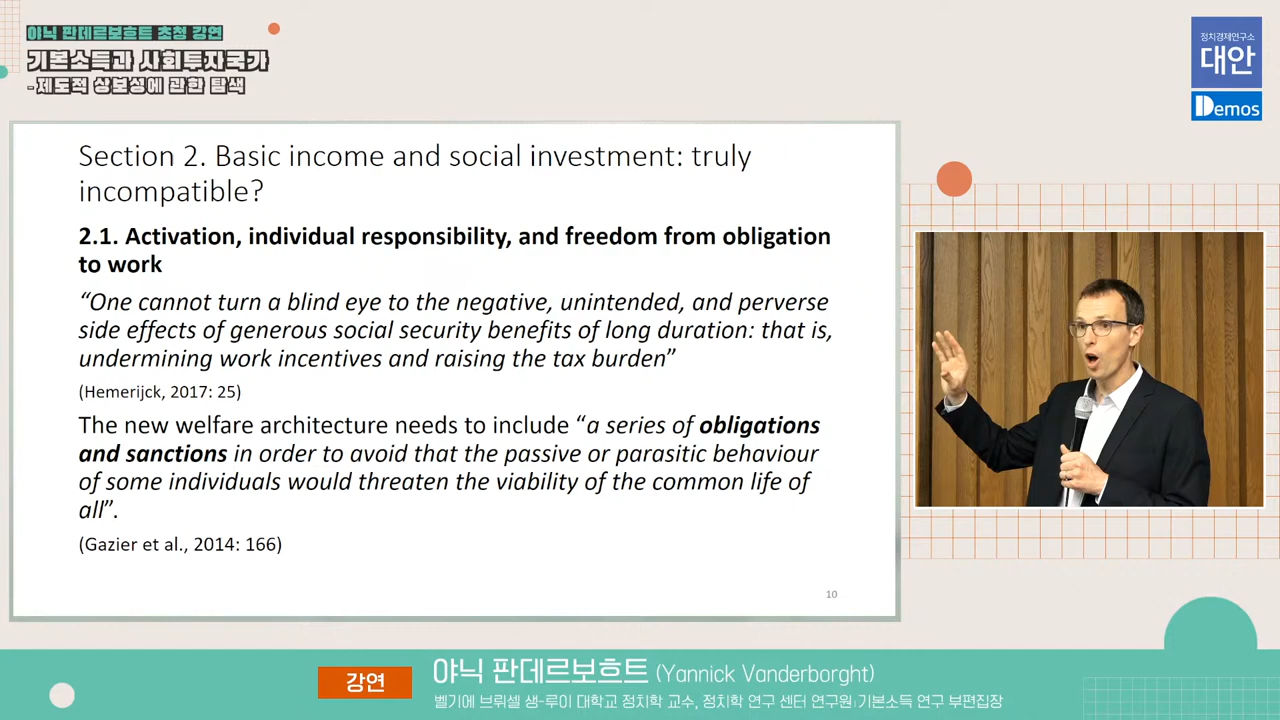 야닉 판데르보흐트 초청 강연
기본소득과 사회투자국가
- 제도적 상보성에 관한 탐색
정치경제연구소
대안
Demos
Section 2. Basic income and social investment: truly
incompatible?
2.1. Activation, individual responsibility, and freedom from obligation
to work
“One cannot turn a blind eye to the negative, unintended, and perverse
side effects of generous social security benefits of long duration: that is,
undermining work incentives and raising the tax burden”
(Hemerijck, 2017: 25)
The new welfare architecture needs to include “a series of obligations
and sanctions in order to avoid that the passive or parasitic behaviour
of some individuals would threaten the viability of the common life of
all”.
(Gazier et al., 2014: 166)
10
강연
야닉 판데르보흐트 (Yannick Vanderborght)
벨기에 브뤼셀 생-루이 대학교 정치학 교수, 정치학 연구 센터 연구원, 기본소득 연구 부편집장